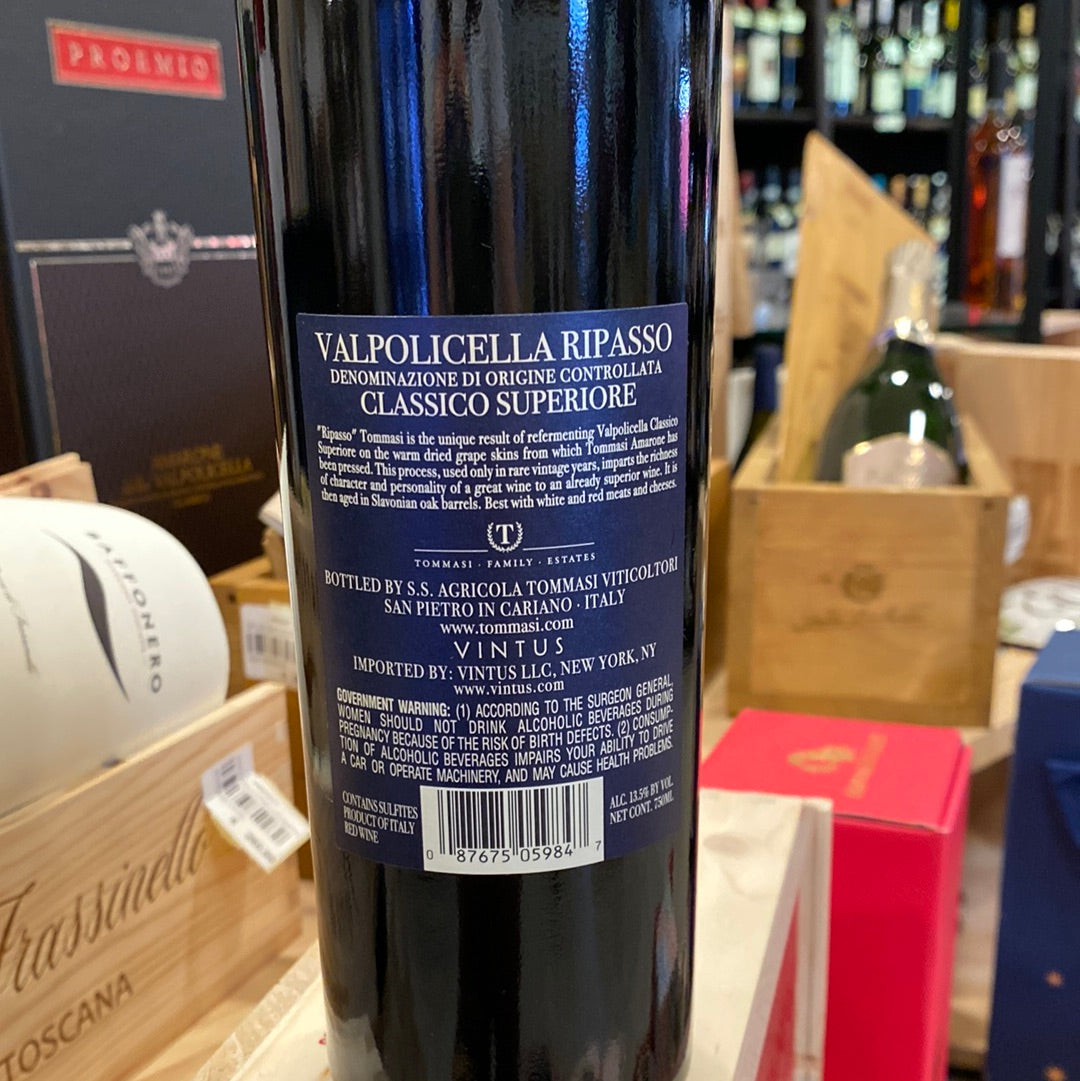 PROEMIO
AMARONE
DELLA VALPOLICELLA
BAFFONERO
Frassinello
TOSCANA
VALPOLICELLA RIPASSO
DENOMINAZIONE DI ORIGINE CONTROLLATA
CLASSICO SUPERIORE
"Ripasso" Tommasi is the unique result of refermenting Valpolicella Classico
Superiore on the warm dried grape skins from which Tommasi Amarone has
been pressed. This process, used only in rare vintage years, imparts the richness
of character and personality of a great wine to an already superior wine. It is
then aged in Slavonian oak barrels. Best with white and red meats and cheeses.
T
TOMMASI · FAMILY · ESTATES
BOTTLED BY S.S. AGRICOLA TOMMASI VITICOLTORI
SAN PIETRO IN CARIANO · ITALY
www.tommasi.com
VINTUS
IMPORTED BY: VINTUS LLC, NEW YORK, NY
www.vintus.com
GOVERNMENT WARNING: (1) ACCORDING TO THE SURGEON GENERAL,
WOMEN SHOULD NOT DRINK ALCOHOLIC BEVERAGES DURING
PREGNANCY BECAUSE OF THE RISK OF BIRTH DEFECTS. (2) CONSUMP-
TION OF ALCOHOLIC BEVERAGES IMPAIRS YOUR ABILITY TO DRIVE
A CAR OR OPERATE MACHINERY, AND MAY CAUSE HEALTH PROBLEMS.
CONTAINS SULFITES
PRODUCT OF ITALY
RED WINE
ALC. 13.5% BY VOL.
NET CONT. 750ML
0 87675 05984 7